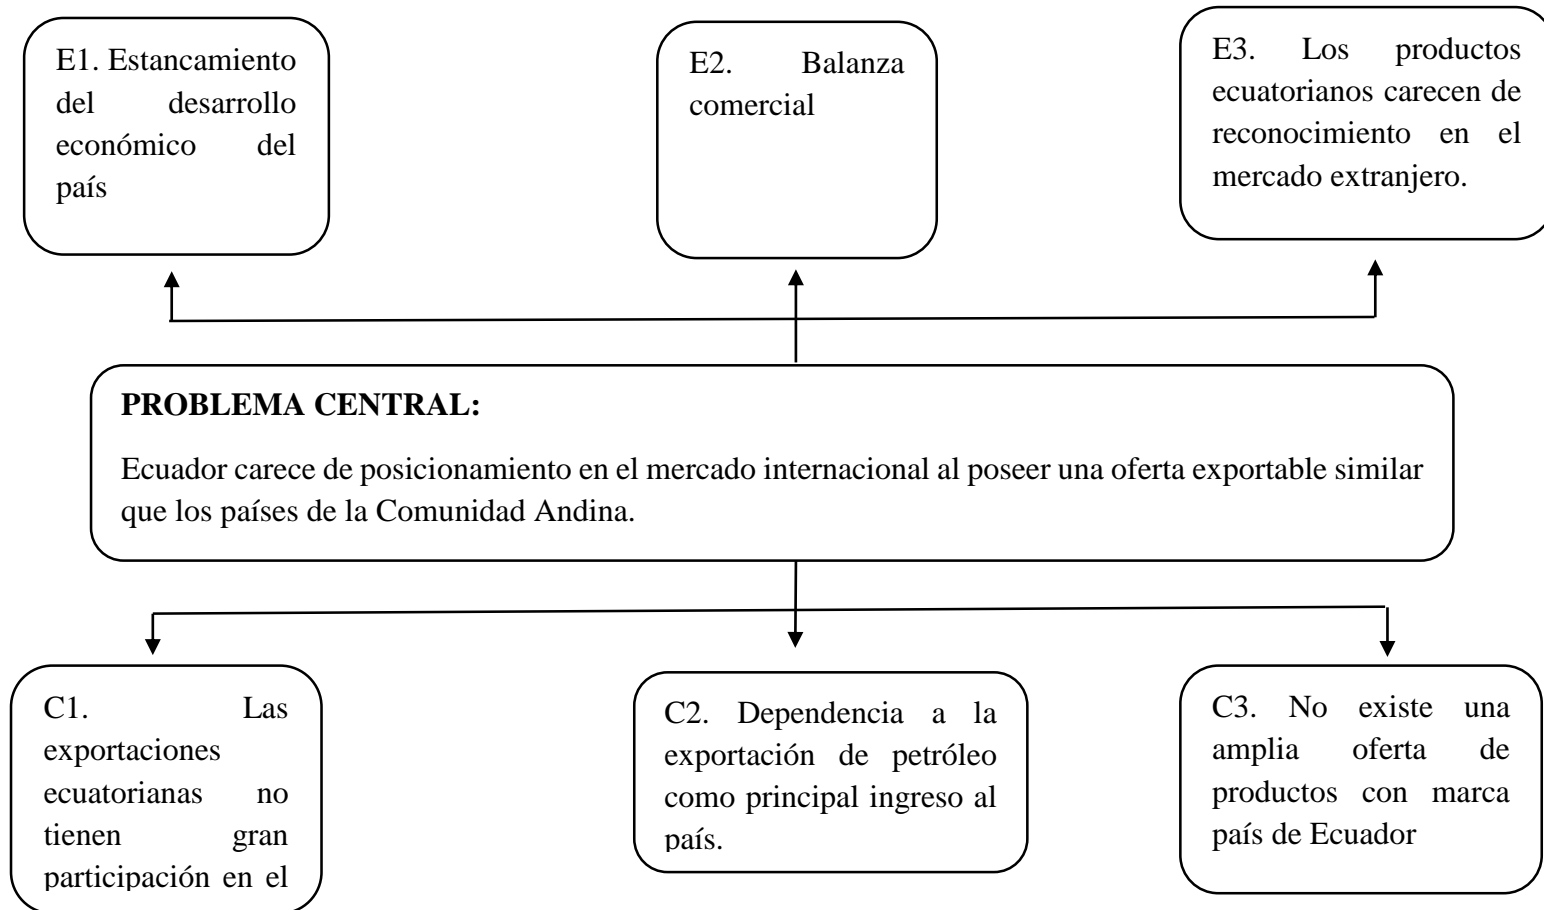 E1. Estancamiento
del desarrollo
económico del
país
E2. Balanza
comercial
E3. Los productos
ecuatorianos carecen de
reconocimiento en el
mercado extranjero.
PROBLEMA CENTRAL:
Ecuador carece de posicionamiento en el mercado internacional al poseer una oferta exportable similar
que los países de la Comunidad Andina.
C1. Las
exportaciones
ecuatorianas no
tienen gran
participación en el
C2. Dependencia a la
exportación de petróleo
como principal ingreso al
país.
C3. No existe una
amplia oferta de
productos con marca
país de Ecuador